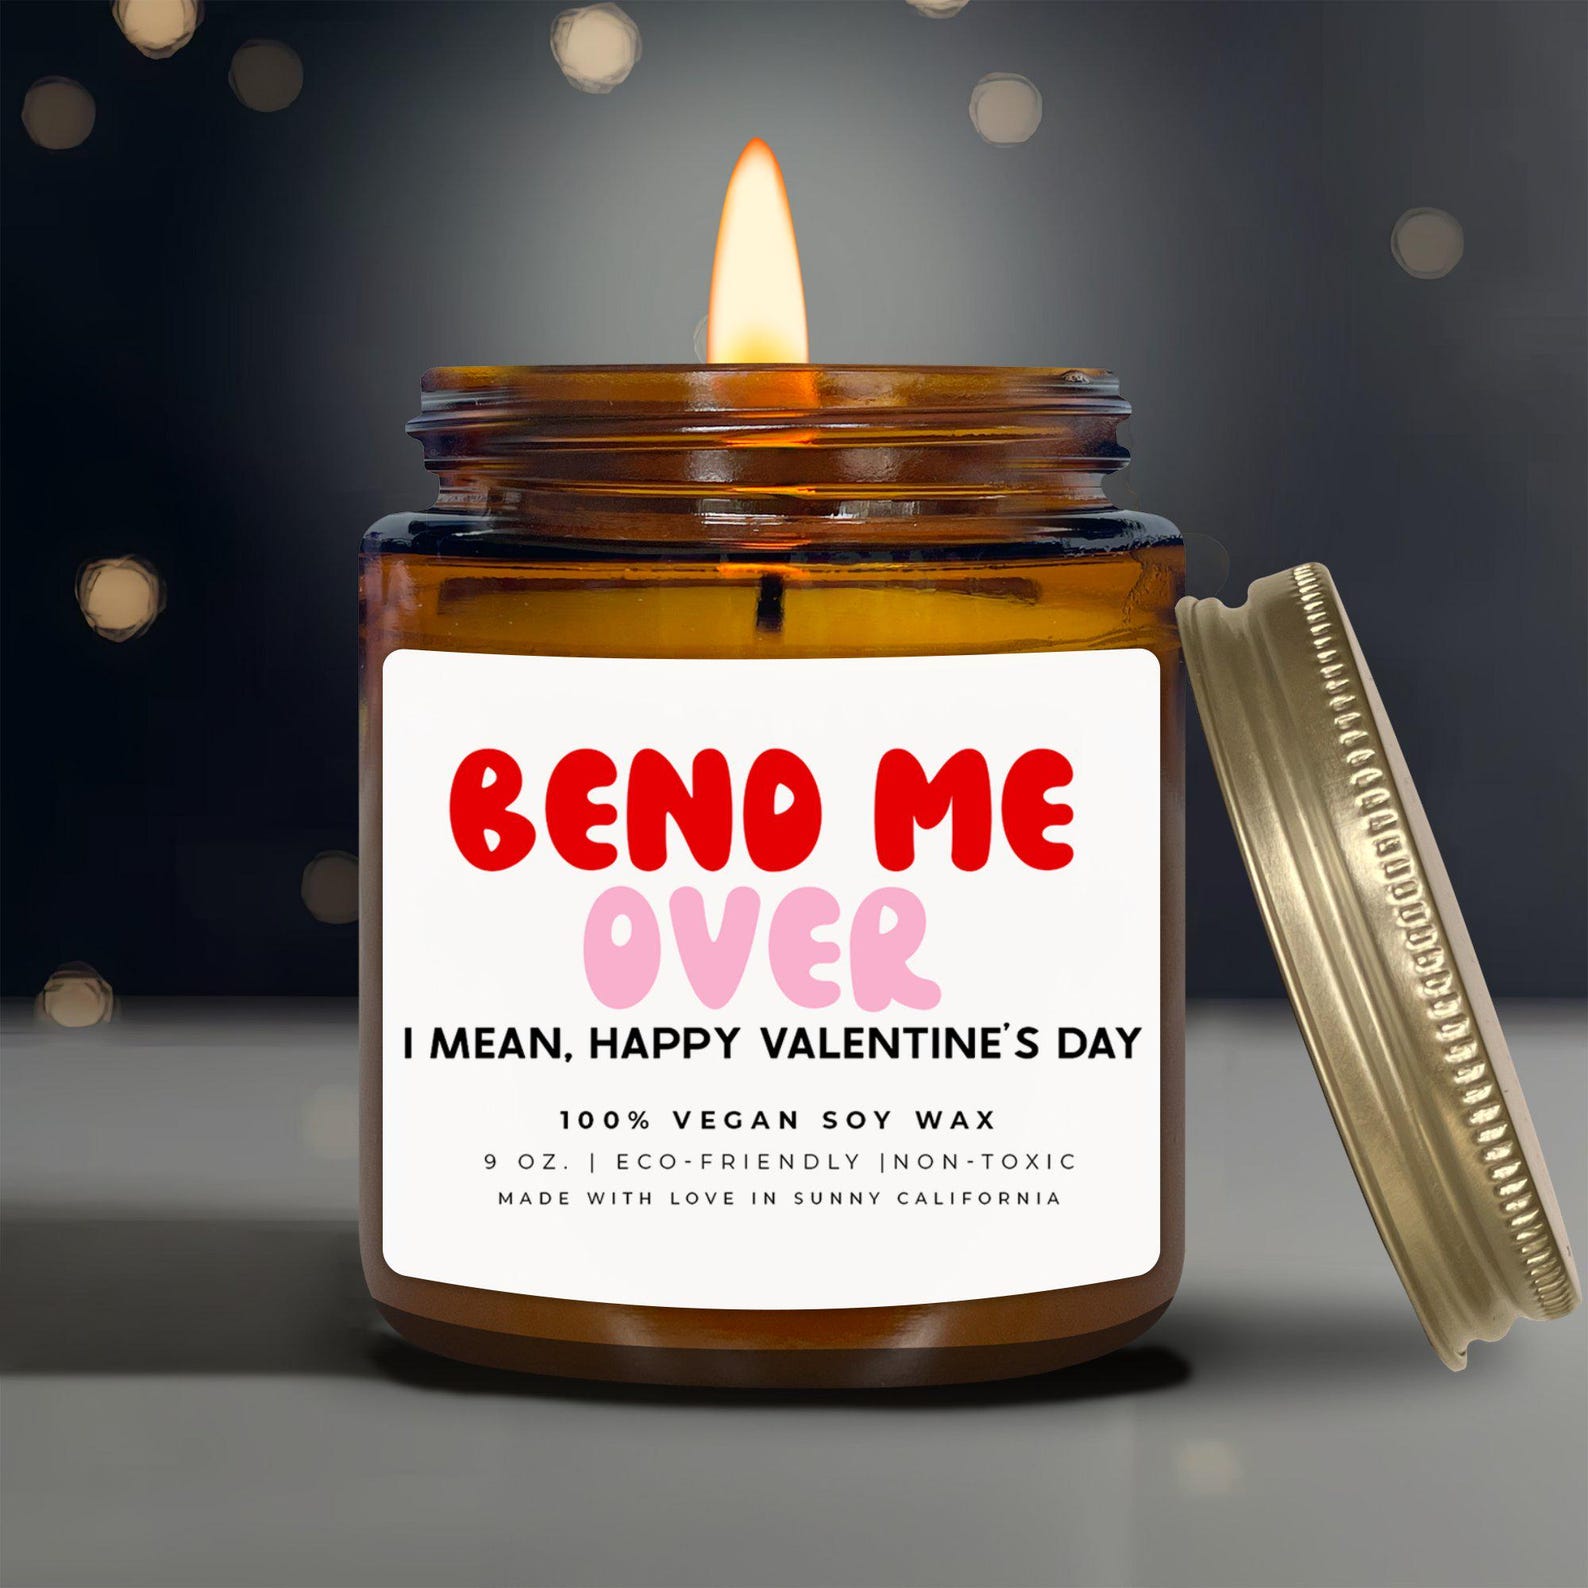 BEND ME
OVER
I MEAN, HAPPY VALENTINE'S DAY
100% VEGAN SOY WAX
9 OZ. | ECO-FRIENDLY |NON-TOXIC
MADE WITH LOVE IN SUNNY CALIFORNIA